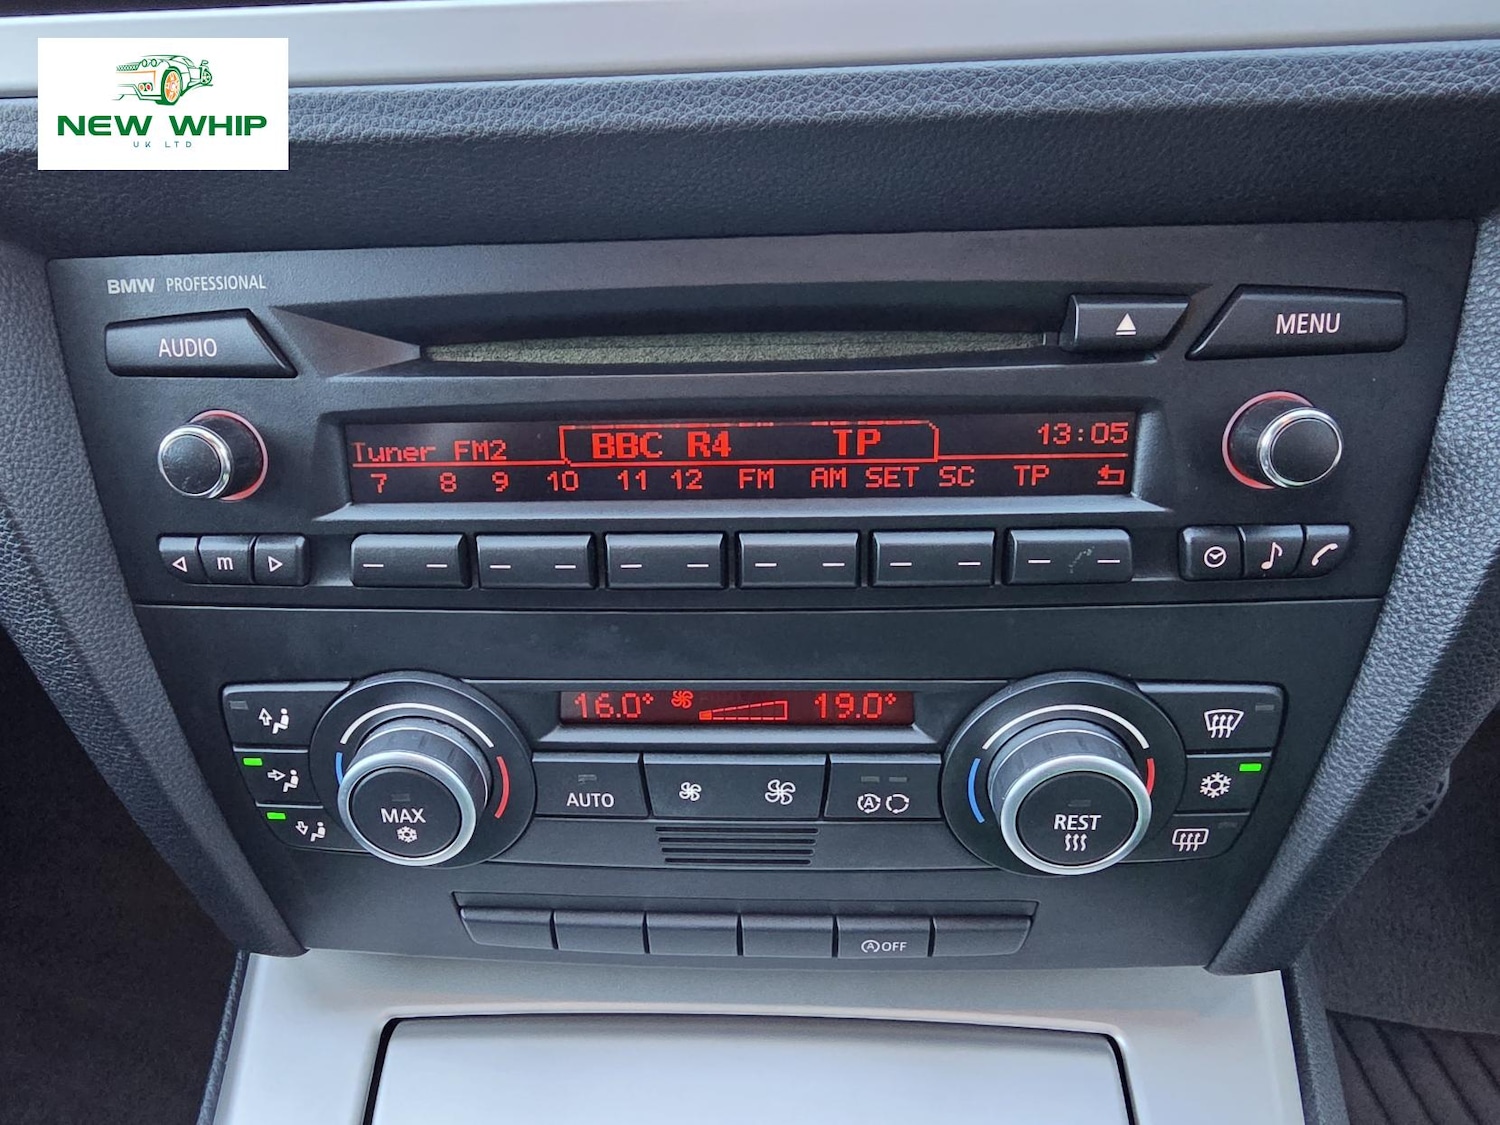 NEW WHIP
UK LTD
BMW PROFESSIONAL
AUDIO
MENU
Tuner FM2 BBC R4 TP 13:05
7 8 9 10 11 12 FM AM SET SC TP
m
16.0° 19.0°
MAX
AUTO
A
REST
A OFF